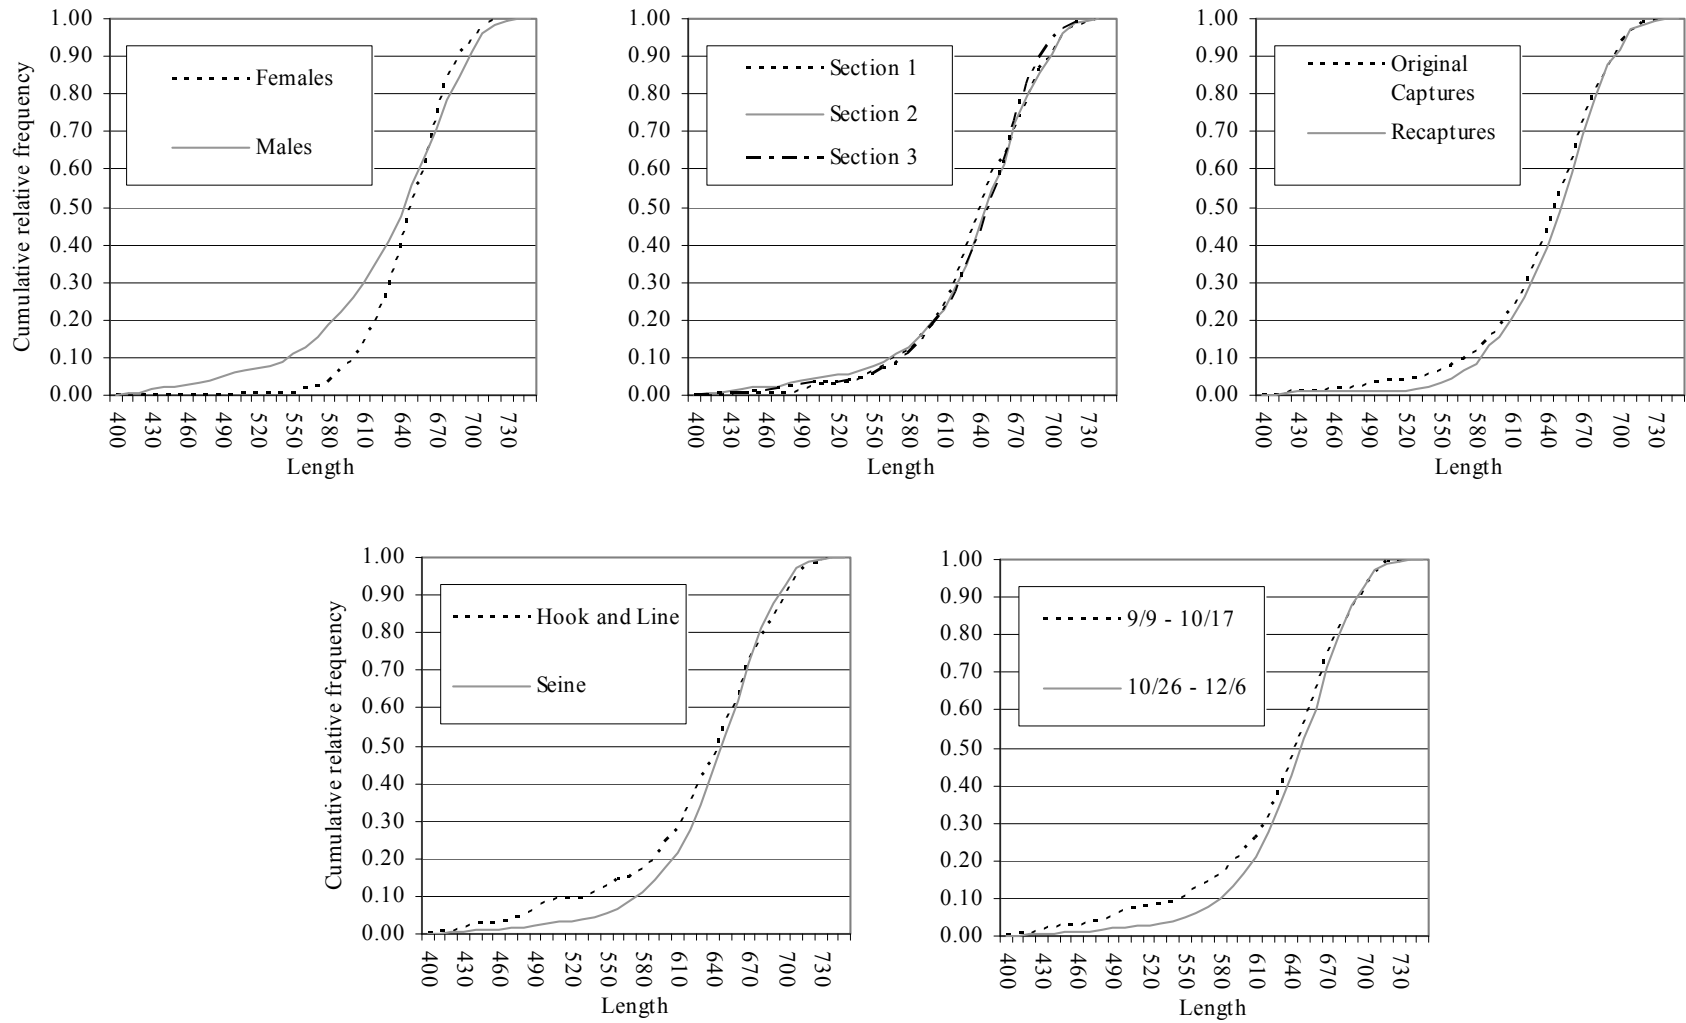 Cumulative relative frequency
1.00
0.90
0.80
0.70
0.60
0.50
0.40
0.30
0.20
0.10
0.00
Females
Males
400 430 460 490 520 550 580 610 640 670 700 730
Length
1.00
0.90
0.80
0.70
0.60
0.50
0.40
0.30
0.20
0.10
0.00
Section 1
Section 2
Section 3
400 430 460 490 520 550 580 610 640 670 700 730
Length
1.00
0.90
0.80
0.70
0.60
0.50
0.40
0.30
0.20
0.10
0.00
Original
Captures
Recaptures
400 430 460 490 520 550 580 610 640 670 700 730
Length
Cumulative relative frequency
1.00
0.90
0.80
0.70
0.60
0.50
0.40
0.30
0.20
0.10
0.00
Hook and Line
Seine
400 430 460 490 520 550 580 610 640 670 700 730
Length
1.00
0.90
0.80
0.70
0.60
0.50
0.40
0.30
0.20
0.10
0.00
9/9 - 10/17
10/26 - 12/6
400 430 460 490 520 550 580 610 640 670 700 730
Length